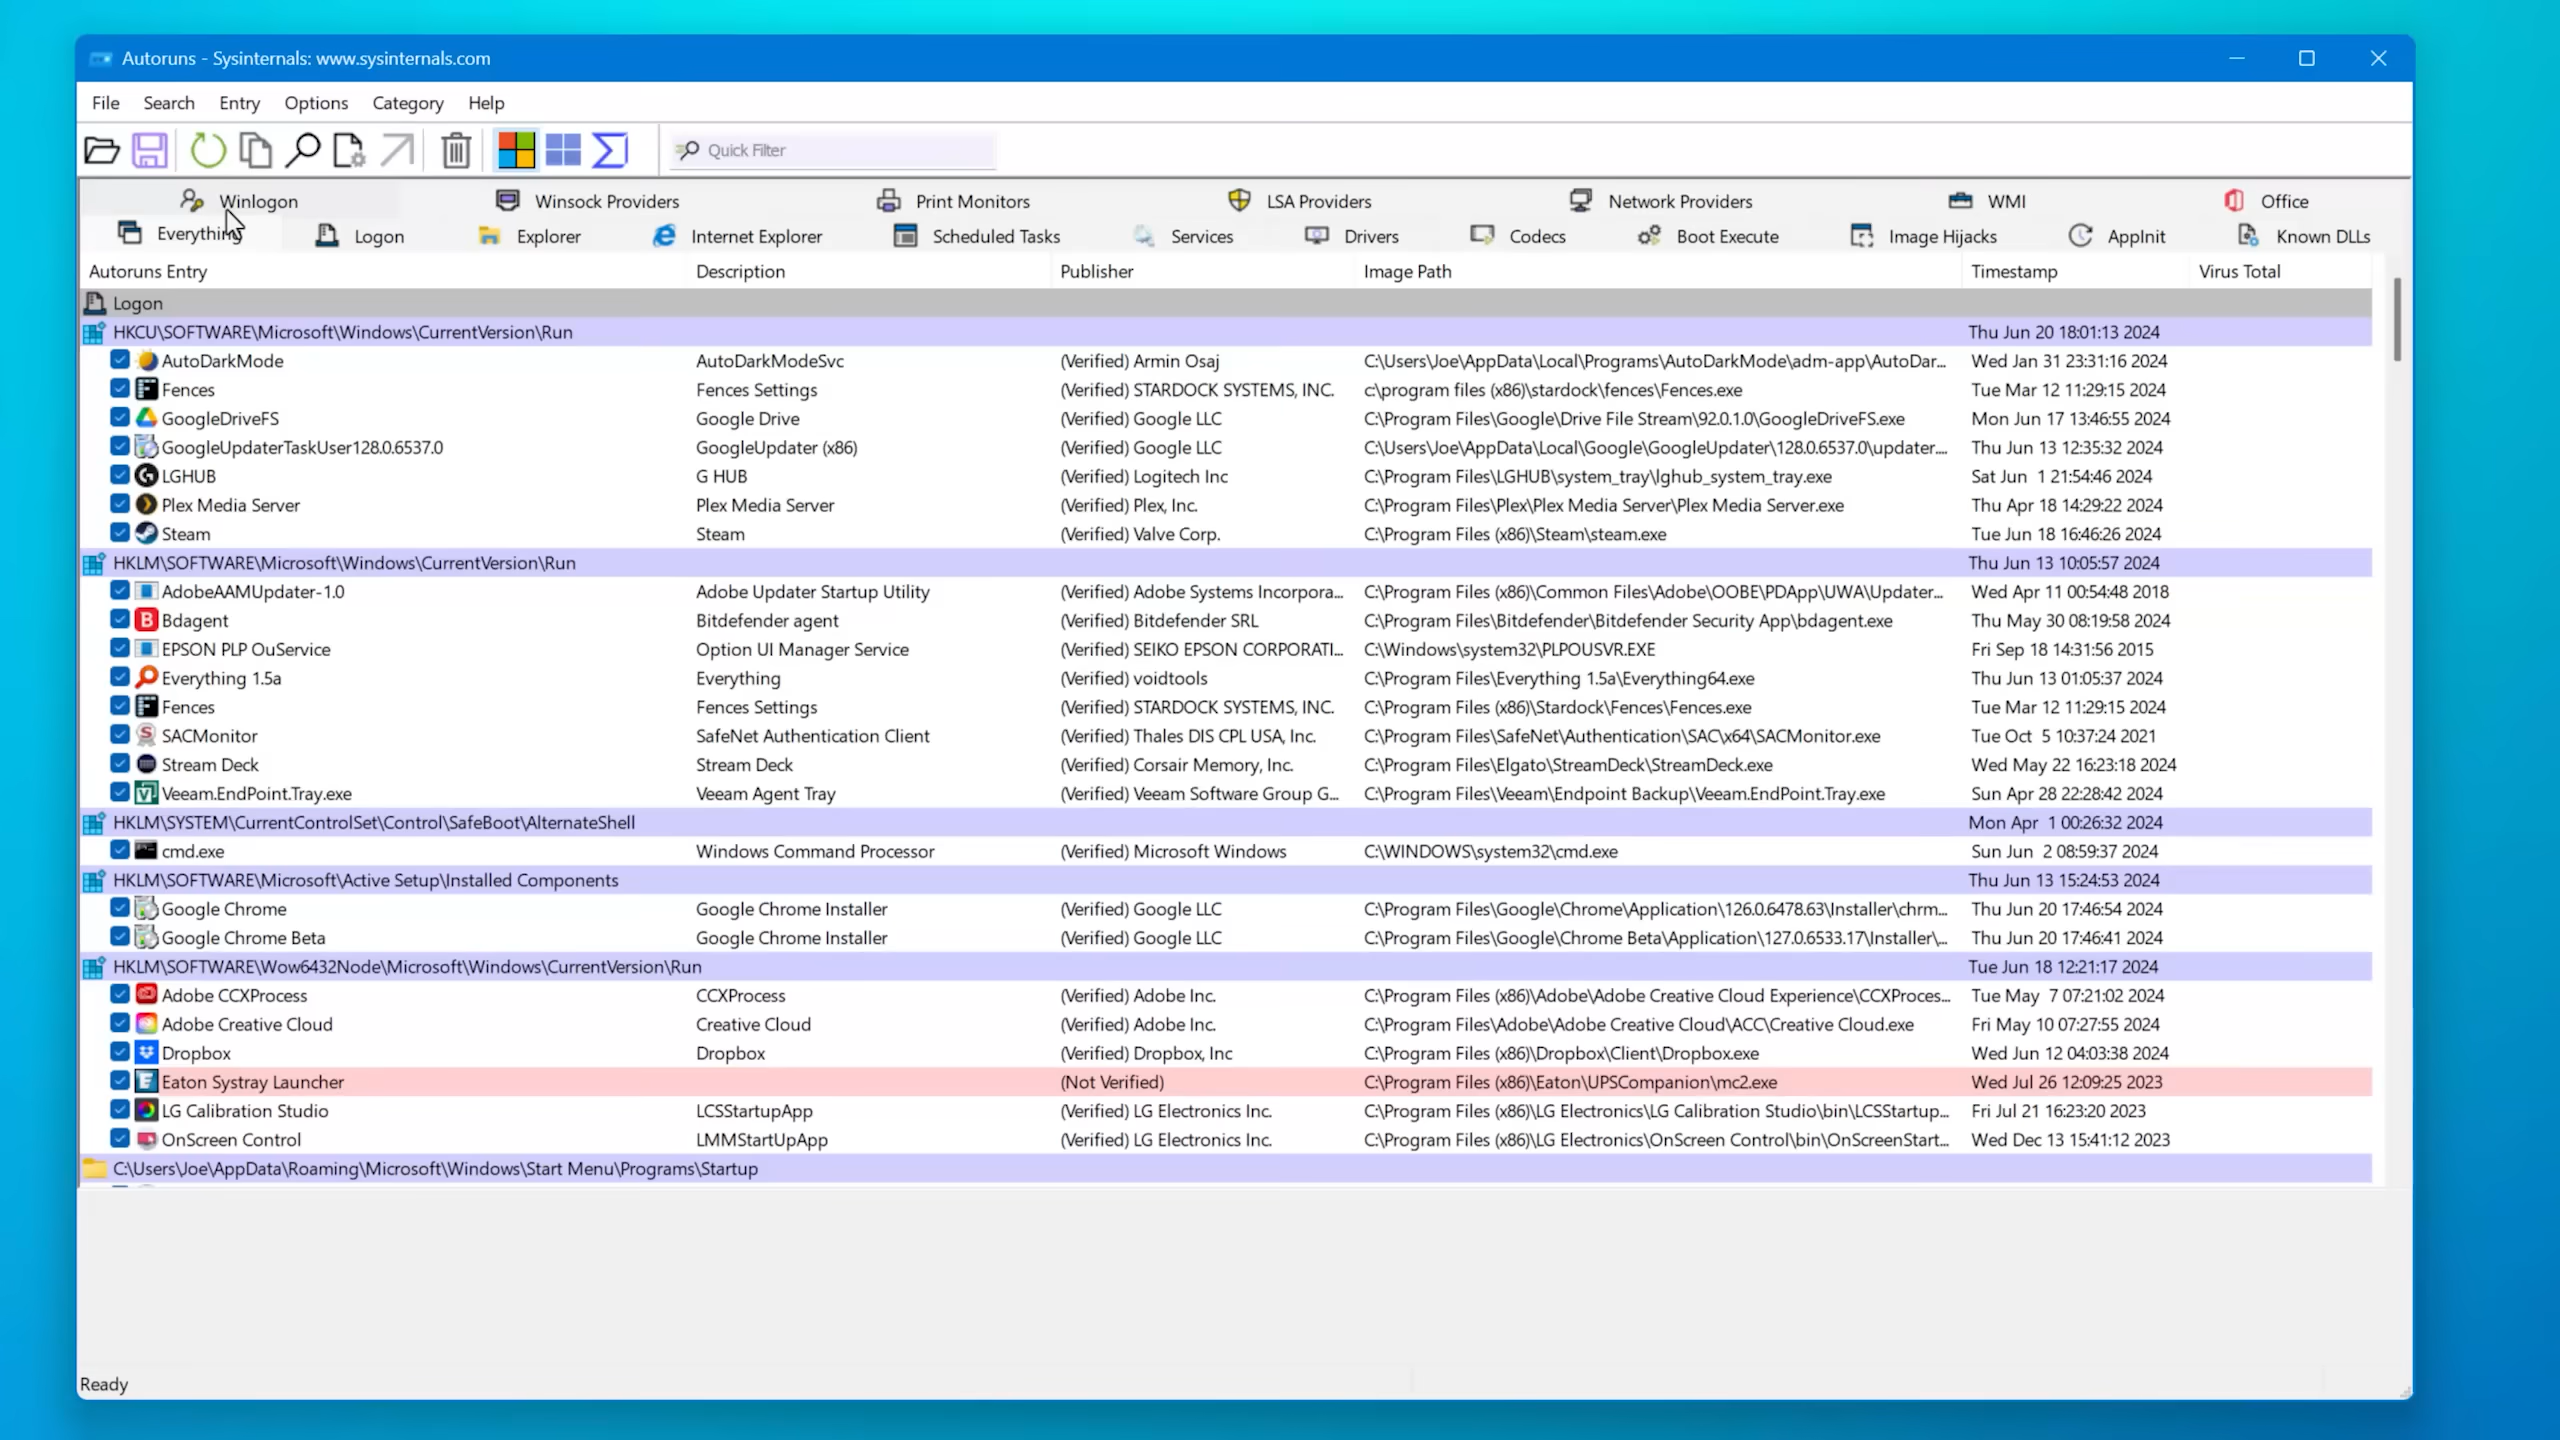 Autoruns - Sysinternals: www.sysinternals.com
File Search Entry Options Category Help
Quick Filter
Winlogon Winsock Providers Print Monitors LSA Providers Network Providers WMI Office
Everything Logon Explorer Internet Explorer Scheduled Tasks Services Drivers Codecs Boot Execute Image Hijacks AppInit Known DLLs
Autoruns Entry Description Publisher Image Path Timestamp Virus Total
Logon
HKCU\SOFTWARE\Microsoft\Windows\CurrentVersion\Run Thu Jun 20 18:01:13 2024
AutoDarkMode AutoDarkModeSvc (Verified) Armin Osaj C:\Users\Joe\AppData\Local\Programs\AutoDarkMode\adm-app\AutoDar... Wed Jan 31 23:31:16 2024
Fences Fences Settings (Verified) STARDOCK SYSTEMS, INC. c:\program files (x86)\stardock\fences\Fences.exe Tue Mar 12 11:29:15 2024
GoogleDriveFS Google Drive (Verified) Google LLC C:\Program Files\Google\Drive File Stream\92.0.1.0\GoogleDriveFS.exe Mon Jun 17 13:46:55 2024
GoogleUpdaterTaskUser128.0.6537.0 GoogleUpdater (x86) (Verified) Google LLC C:\Users\Joe\AppData\Local\Google\GoogleUpdater\128.0.6537.0\updater.... Thu Jun 13 12:35:32 2024
LGHUB G HUB (Verified) Logitech Inc C:\Program Files\LGHUB\system_tray\lghub_system_tray.exe Sat Jun 1 21:54:46 2024
Plex Media Server Plex Media Server (Verified) Plex, Inc. C:\Program Files\Plex\Plex Media Server\Plex Media Server.exe Thu Apr 18 14:29:22 2024
Steam Steam (Verified) Valve Corp. C:\Program Files (x86)\Steam\steam.exe Tue Jun 18 16:46:26 2024
HKLM\SOFTWARE\Microsoft\Windows\CurrentVersion\Run Thu Jun 13 10:05:57 2024
AdobeAAMUpdater-1.0 Adobe Updater Startup Utility (Verified) Adobe Systems Incorpora... C:\Program Files (x86)\Common Files\Adobe\OOBE\PDApp\UWA\Updater... Wed Apr 11 00:54:48 2018
Bdagent Bitdefender agent (Verified) Bitdefender SRL C:\Program Files\Bitdefender\Bitdefender Security App\bdagent.exe Thu May 30 08:19:58 2024
EPSON PLP OuService Option UI Manager Service (Verified) SEIKO EPSON CORPORATI... C:\Windows\system32\PLPOUSVR.EXE Fri Sep 18 14:31:56 2015
Everything 1.5a Everything (Verified) voidtools C:\Program Files\Everything 1.5a\Everything64.exe Thu Jun 13 01:05:37 2024
Fences Fences Settings (Verified) STARDOCK SYSTEMS, INC. C:\Program Files (x86)\Stardock\Fences\Fences.exe Tue Mar 12 11:29:15 2024
SACMonitor SafeNet Authentication Client (Verified) Thales DIS CPL USA, Inc. C:\Program Files\SafeNet\Authentication\SAC\x64\SACMonitor.exe Tue Oct 5 10:37:24 2021
Stream Deck Stream Deck (Verified) Corsair Memory, Inc. C:\Program Files\Elgato\StreamDeck\StreamDeck.exe Wed May 22 16:23:18 2024
Veeam.EndPoint.Tray.exe Veeam Agent Tray (Verified) Veeam Software Group G... C:\Program Files\Veeam\Endpoint Backup\Veeam.EndPoint.Tray.exe Sun Apr 28 22:28:42 2024
HKLM\SYSTEM\CurrentControlSet\Control\SafeBoot\AlternateShell Mon Apr 1 00:26:32 2024
cmd.exe Windows Command Processor (Verified) Microsoft Windows C:\WINDOWS\system32\cmd.exe Sun Jun 2 08:59:37 2024
HKLM\SOFTWARE\Microsoft\Active Setup\Installed Components Thu Jun 13 15:24:53 2024
Google Chrome Google Chrome Installer (Verified) Google LLC C:\Program Files\Google\Chrome\Application\126.0.6478.63\Installer\chrm... Thu Jun 20 17:46:54 2024
Google Chrome Beta Google Chrome Installer (Verified) Google LLC C:\Program Files\Google\Chrome Beta\Application\127.0.6533.17\Installer\... Thu Jun 20 17:46:41 2024
HKLM\SOFTWARE\Wow6432Node\Microsoft\Windows\CurrentVersion\Run Tue Jun 18 12:21:17 2024
Adobe CCXProcess CCXProcess (Verified) Adobe Inc. C:\Program Files (x86)\Adobe\Adobe Creative Cloud Experience\CCXProces... Tue May 7 07:21:02 2024
Adobe Creative Cloud Creative Cloud (Verified) Adobe Inc. C:\Program Files\Adobe\Adobe Creative Cloud\ACC\Creative Cloud.exe Fri May 10 07:27:55 2024
Dropbox Dropbox (Verified) Dropbox, Inc C:\Program Files (x86)\Dropbox\Client\Dropbox.exe Wed Jun 12 04:03:38 2024
Eaton Systray Launcher (Not Verified) C:\Program Files (x86)\Eaton\UPSCompanion\mc2.exe Wed Jul 26 12:09:25 2023
LG Calibration Studio LCSStartupApp (Verified) LG Electronics Inc. C:\Program Files (x86)\LG Electronics\LG Calibration Studio\bin\LCSStartup... Fri Jul 21 16:23:20 2023
OnScreen Control LMMStartUpApp (Verified) LG Electronics Inc. C:\Program Files (x86)\LG Electronics\OnScreen Control\bin\OnScreenStart... Wed Dec 13 15:41:12 2023
C:\Users\Joe\AppData\Roaming\Microsoft\Windows\Start Menu\Programs\Startup
Ready